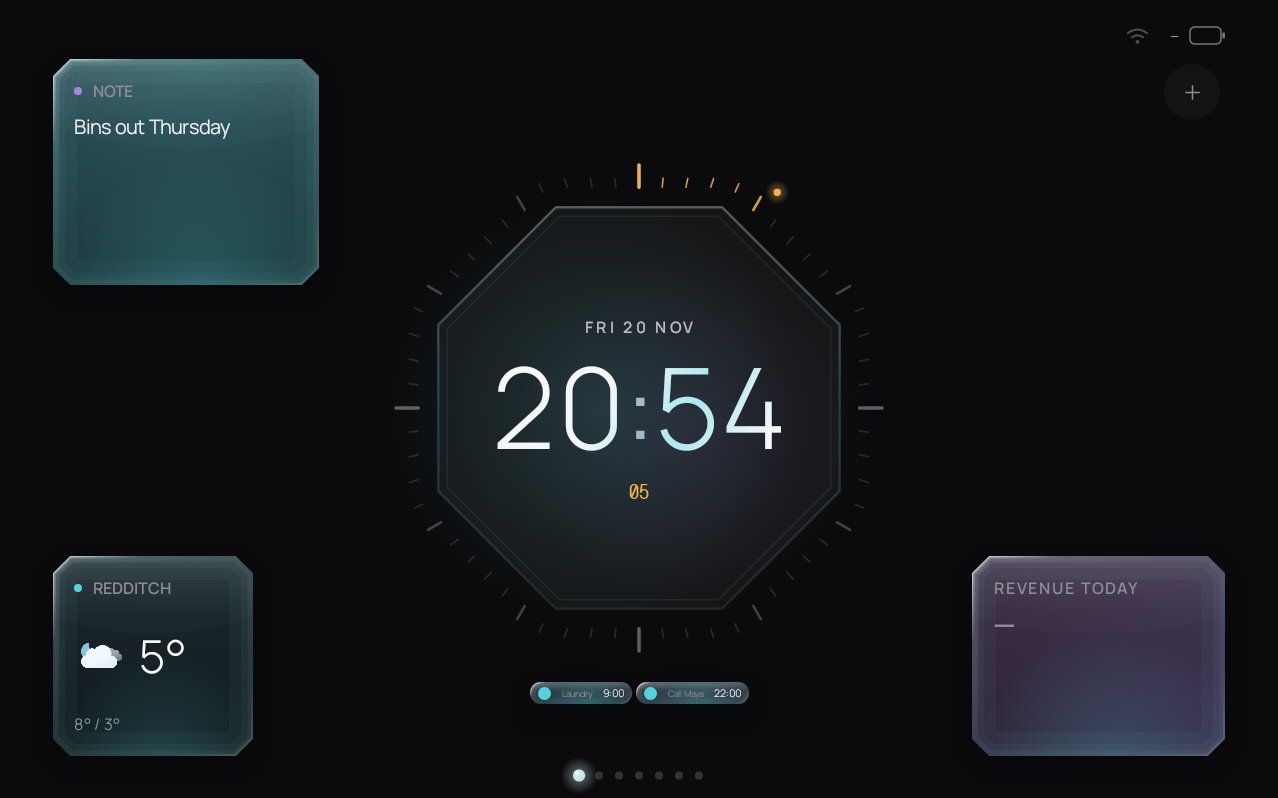 –
NOTE
Bins out Thursday
+
FRI 20 NOV
20:54
05
REDDITCH
5°
8° / 3°
REVENUE TODAY
—
Laundry 9:00
Call Maya 22:00